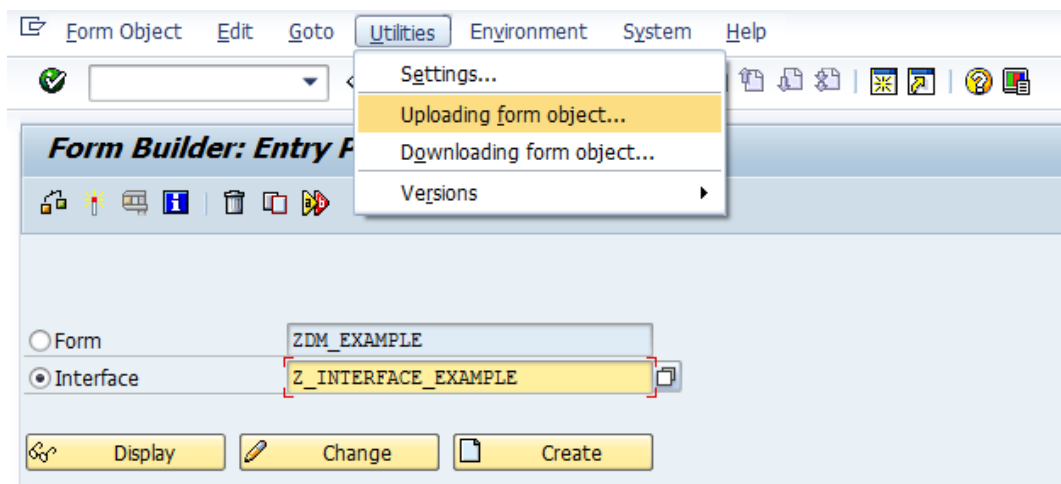 Form Object Edit Goto Utilities Environment System Help
Settings...
Uploading form object...
Downloading form object...
Versions
Form Builder: Entry P
Form ZDM_EXAMPLE
Interface Z_INTERFACE_EXAMPLE
Display Change Create